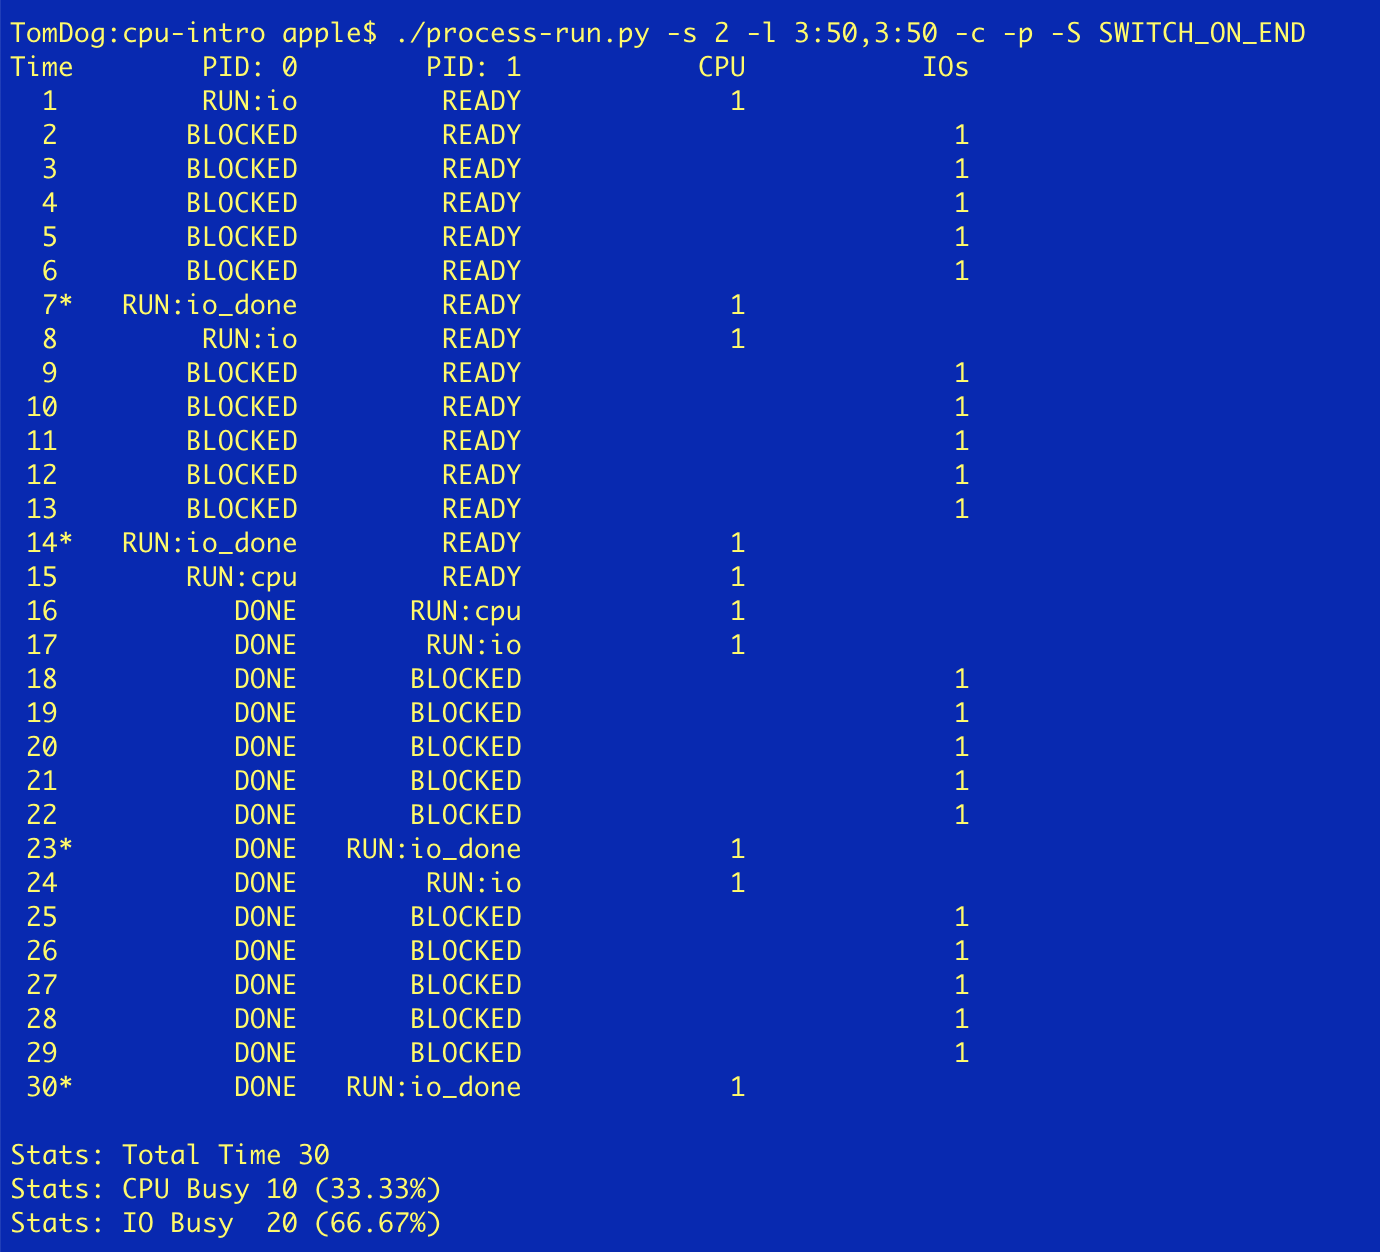 TomDog:cpu-intro apple$ ./process-run.py -s 2 -l 3:50,3:50 -c -p -S SWITCH_ON_END
Time        PID: 0        PID: 1           CPU           IOs
  1         RUN:io         READY             1
  2        BLOCKED         READY                           1
  3        BLOCKED         READY                           1
  4        BLOCKED         READY                           1
  5        BLOCKED         READY                           1
  6        BLOCKED         READY                           1
  7*   RUN:io_done         READY             1
  8         RUN:io         READY             1
  9        BLOCKED         READY                           1
 10        BLOCKED         READY                           1
 11        BLOCKED         READY                           1
 12        BLOCKED         READY                           1
 13        BLOCKED         READY                           1
 14*   RUN:io_done         READY             1
 15        RUN:cpu         READY             1
 16           DONE       RUN:cpu             1
 17           DONE        RUN:io             1
 18           DONE       BLOCKED                           1
 19           DONE       BLOCKED                           1
 20           DONE       BLOCKED                           1
 21           DONE       BLOCKED                           1
 22           DONE       BLOCKED                           1
 23*          DONE   RUN:io_done             1
 24           DONE        RUN:io             1
 25           DONE       BLOCKED                           1
 26           DONE       BLOCKED                           1
 27           DONE       BLOCKED                           1
 28           DONE       BLOCKED                           1
 29           DONE       BLOCKED                           1
 30*          DONE   RUN:io_done             1

Stats: Total Time 30
Stats: CPU Busy 10 (33.33%)
Stats: IO Busy  20 (66.67%)